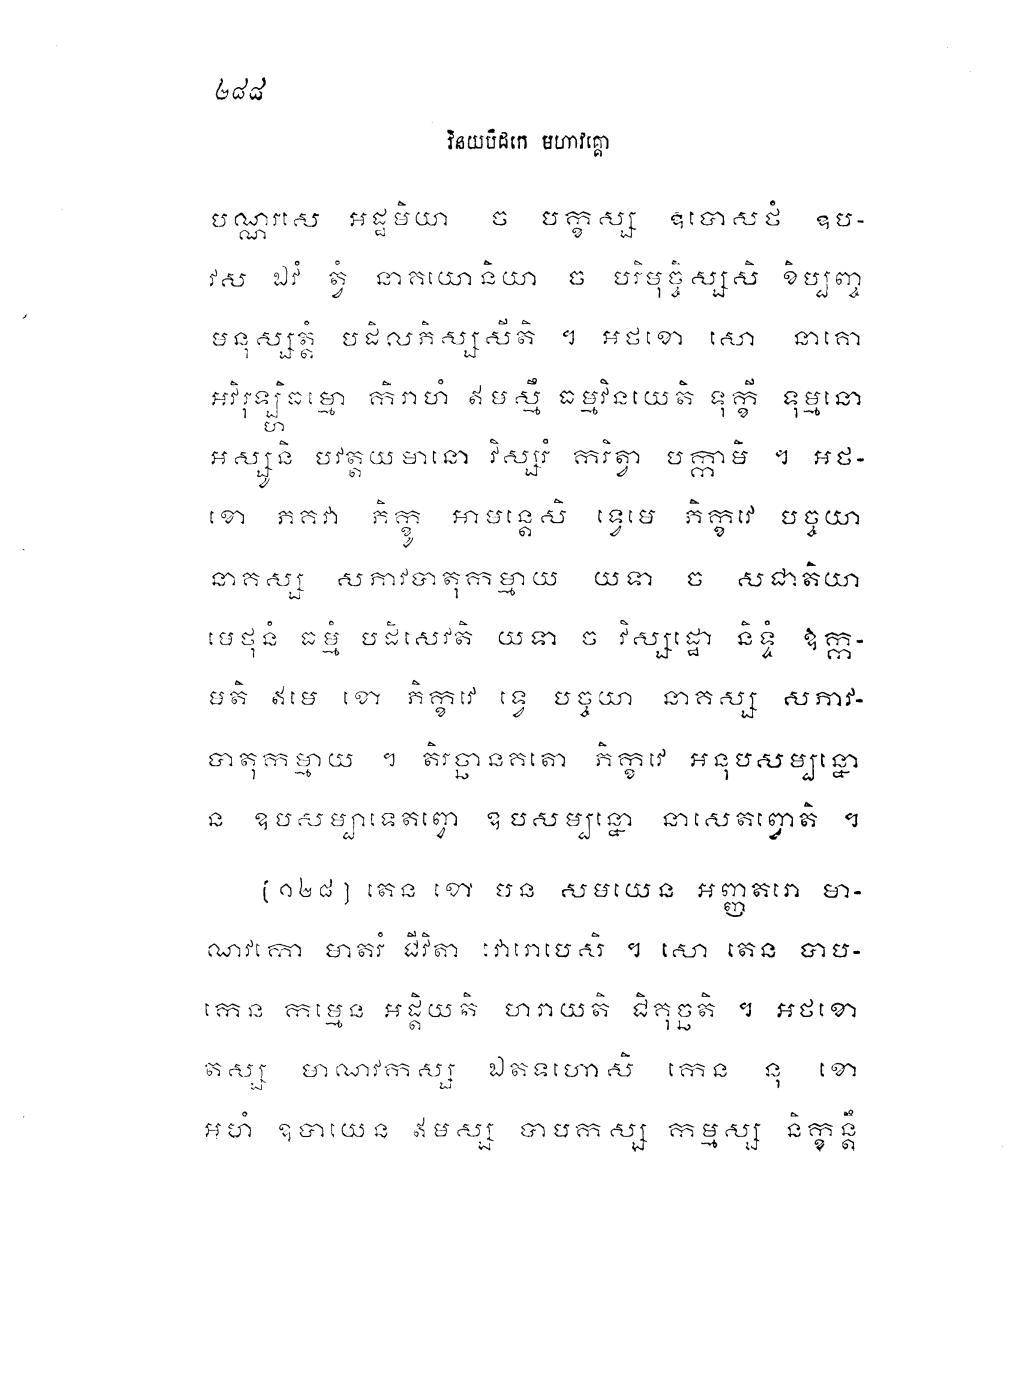 ២៨៨
វិនយបិដកេ មហាវគ្គោ
បណ្ណរសេ អដ្ឋមិយា ច បក្ខស្ស ឧបោសថំ ឧប-
វស ឯវំ ត្វំ នាគយោនិយា ច បរិមុច្ចិស្សសិ ខិប្បញ្ច
មនុស្សត្តំ បដិលភិស្សសីតិ ។ អថខោ សោ នាគោ
អវិរុឡ្ហិធម្មោ កិរាហំ ឥមស្មឹ ធម្មវិនយេតិ ទុក្ខី ទុម្មនោ
អស្សូនិ បវត្តយមានោ វិស្សរំ ករិត្វា បក្កាមិ ។ អថ-
ខោ ភគវា ភិក្ខូ អាមន្តេសិ ទ្វេមេ ភិក្ខវេ បច្ចយា
នាគស្ស សភាវបាតុកម្មាយ យទា ច សជាតិយា
មេថុនំ ធម្មំ បដិសេវតិ យទា ច វិស្សដ្ឋោ និទ្ទំ ឱក្ក-
មតិ ឥមេ ខោ ភិក្ខវេ ទ្វេ បច្ចយា នាគស្ស សភាវ-
បាតុកម្មាយ ។ តិរច្ឆានគតោ ភិក្ខវេ អនុបសម្បន្នោ
ន ឧបសម្បាទេតព្វោ ឧបសម្បន្នោ នាសេតព្វោតិ ។
(១២៨) តេន ខោ បន សមយេន អញ្ញតរោ មា-
ណវកោ មាតរំ ជីវិតា វោរោបេសិ ។ សោ តេន បាប-
កេន កម្មេន អដ្តិយតិ ហរាយតិ ជិគុច្ឆតិ ។ អថខោ
តស្ស មាណវកស្ស ឯតទហោសិ កេន នុ ខោ
អហំ ឧបាយេន ឥមស្ស បាបកស្ស កម្មស្ស និក្ខន្តឹ